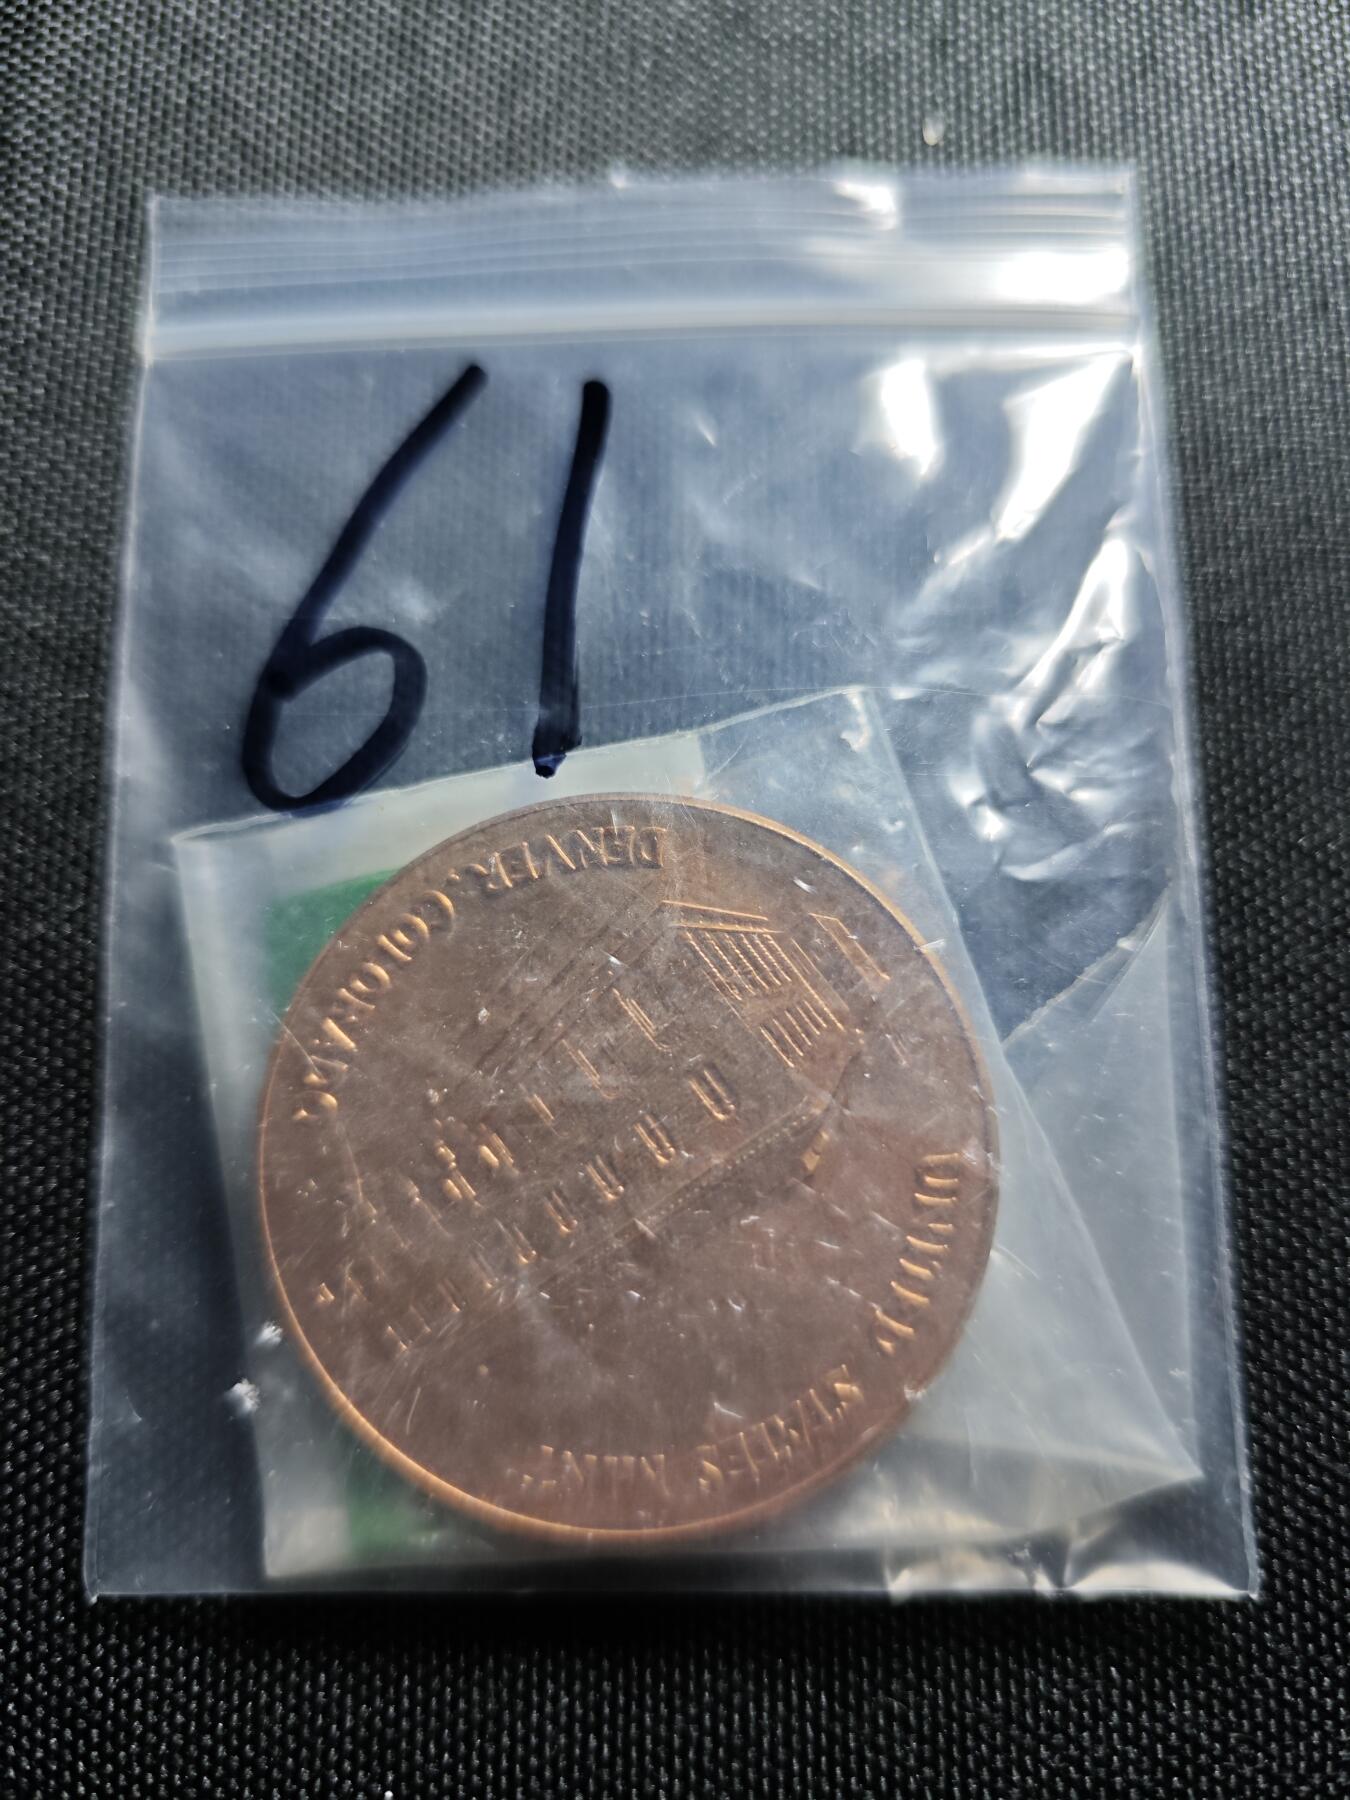 61
UNITED STATES MINT
DENVER, COLORADO